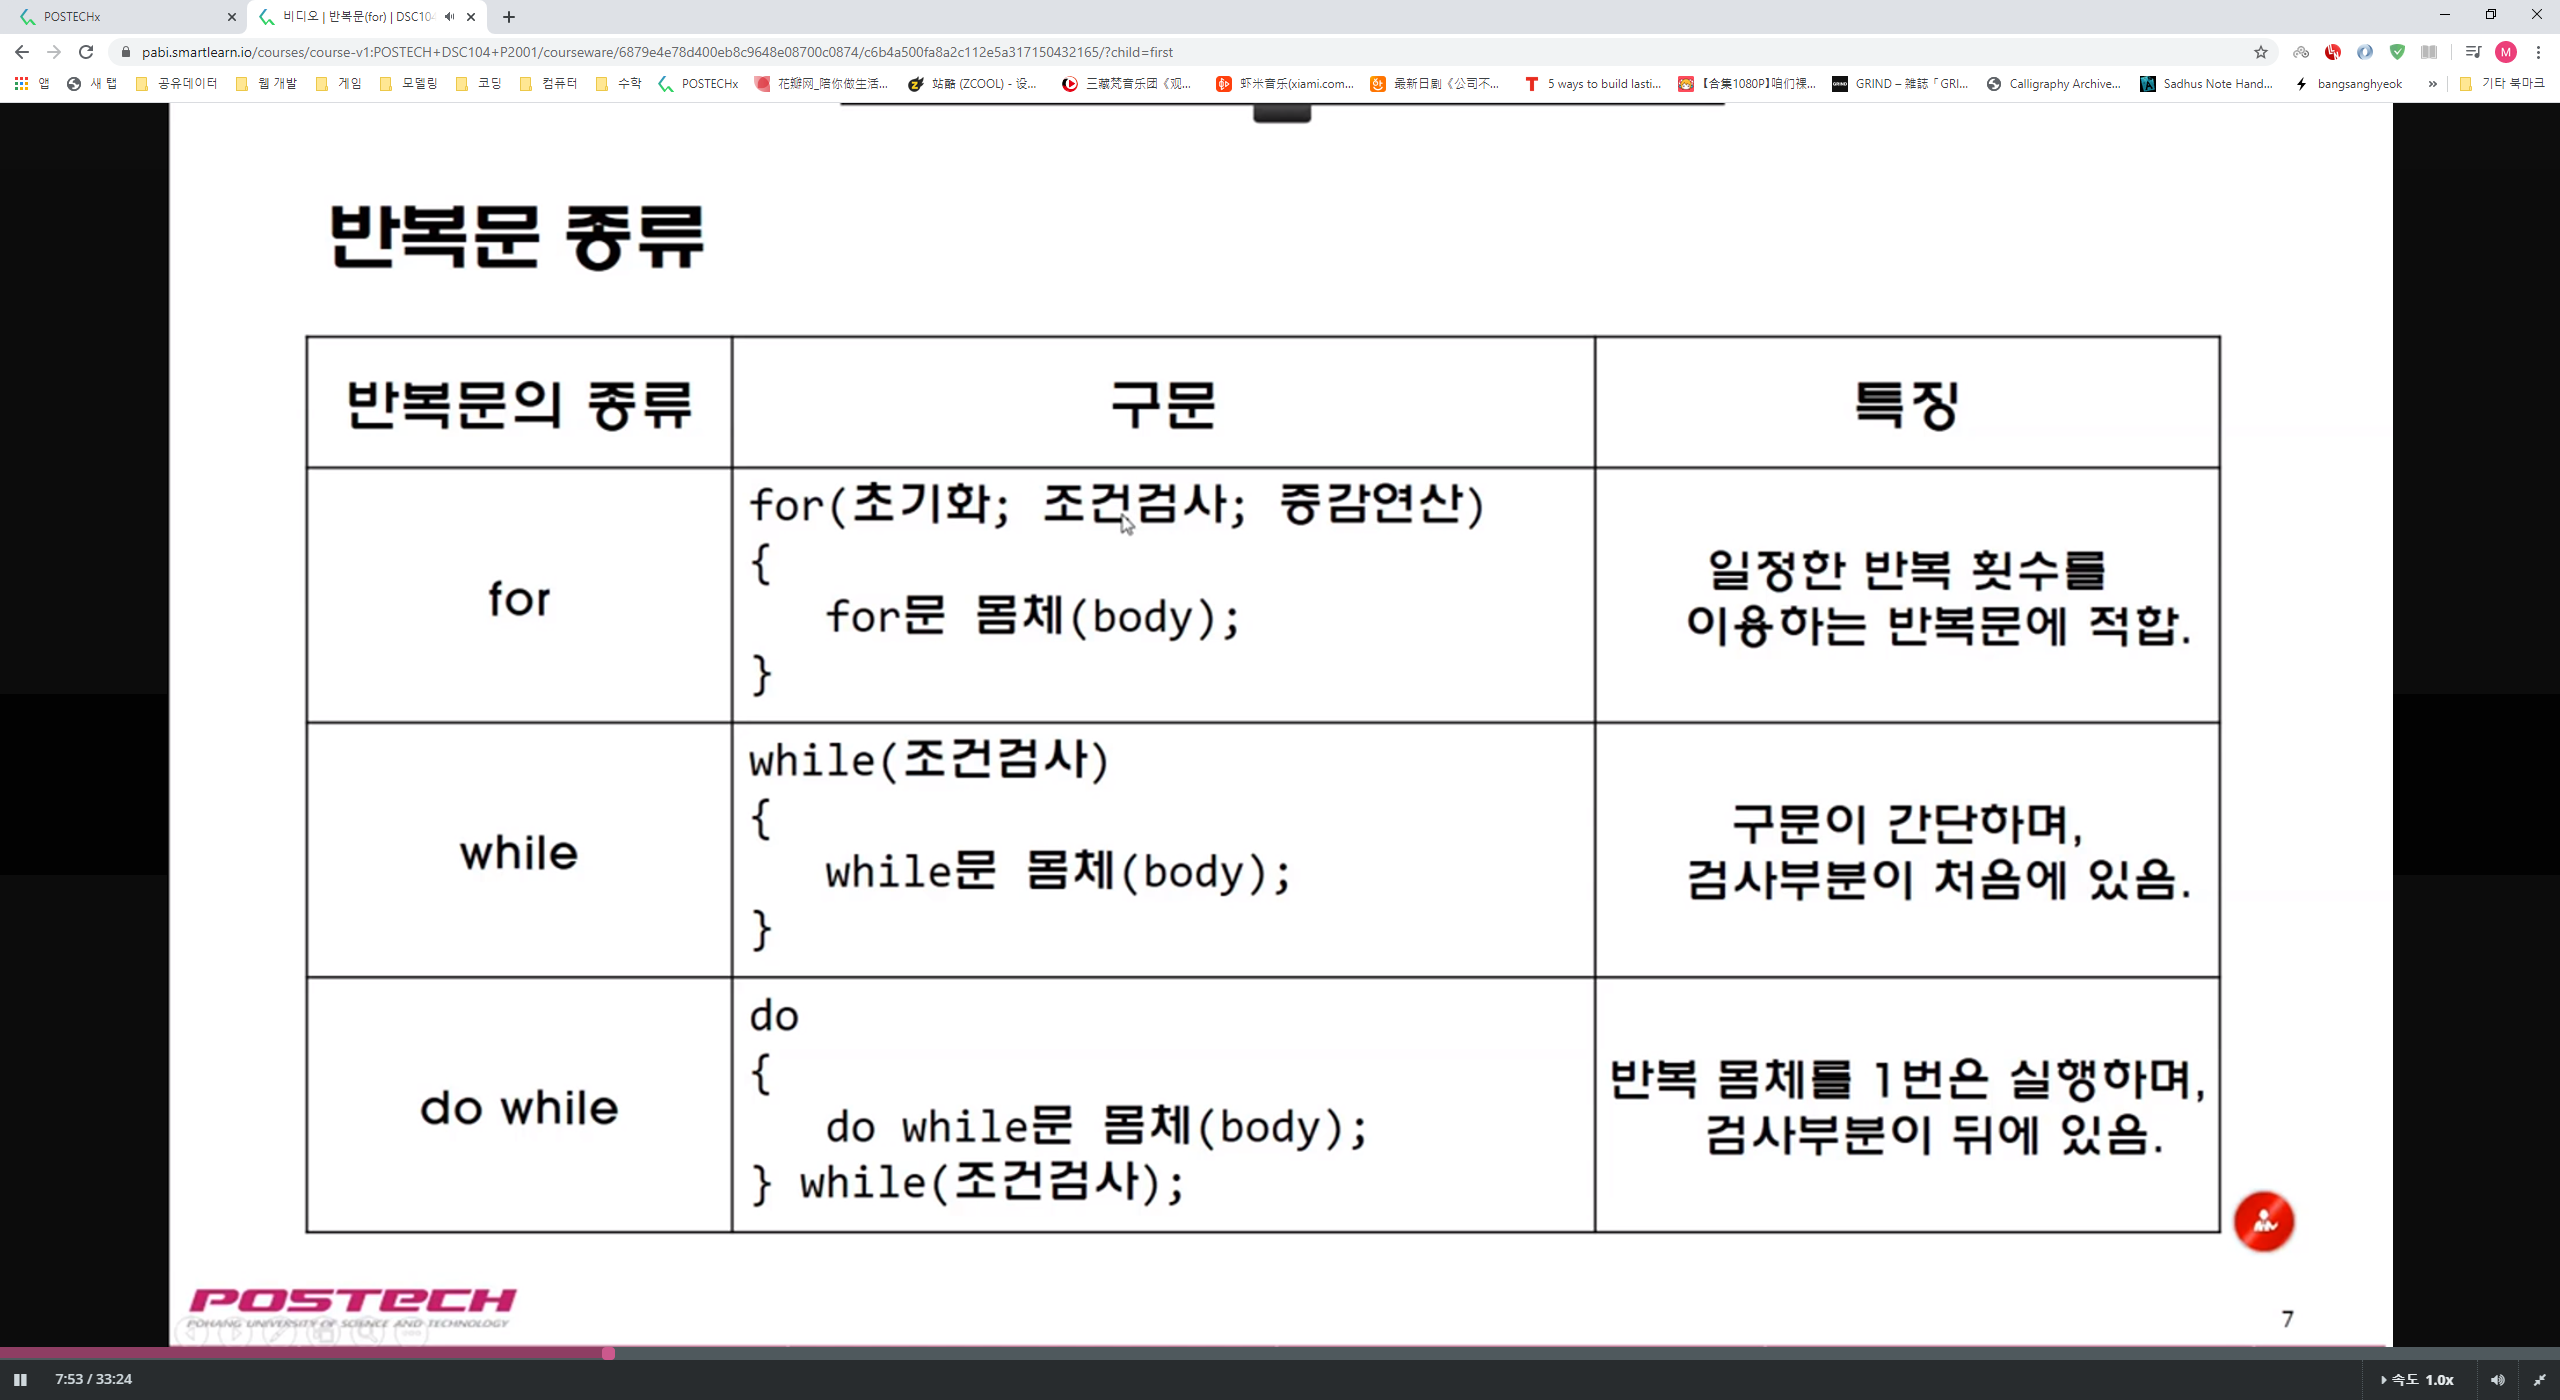 POSTECHx
비디오 | 반복문(for) | DSC10
pabi.smartlearn.io/courses/course-v1:POSTECH+DSC104+P2001/courseware/6879e4e78d400eb8c9648e08700c0874/c6b4a500fa8a2c112e5a317150432165/?child=first
M
앱 새 탭 공유데이터 웹 개발 게임 모델링 코딩 컴퓨터 수학 POSTECHx 花瓣网_陪你做生活... 站酷 (ZCOOL) - 设... 三藏梵音乐团《观... 虾米音乐(xiami.com... 最新日剧《公司不... 5 ways to build lasti... 【合集1080P】咱们裸... GRIND – 雑誌「GRI... Calligraphy Archive... Sadhus Note Hand... bangsanghyeok » 기타 북마크
반복문 종류
반복문의 종류 구문 특징
for
for(초기화; 조건검사; 증감연산)
{
for문 몸체(body);
}
일정한 반복 횟수를
이용하는 반복문에 적합.
while
while(조건검사)
{
while문 몸체(body);
}
구문이 간단하며,
검사부분이 처음에 있음.
do while
do
{
do while문 몸체(body);
} while(조건검사);
반복 몸체를 1번은 실행하며,
검사부분이 뒤에 있음.
POSTECH
POHANG UNIVERSITY OF SCIENCE AND TECHNOLOGY
7
7:53 / 33:24
속도 1.0x